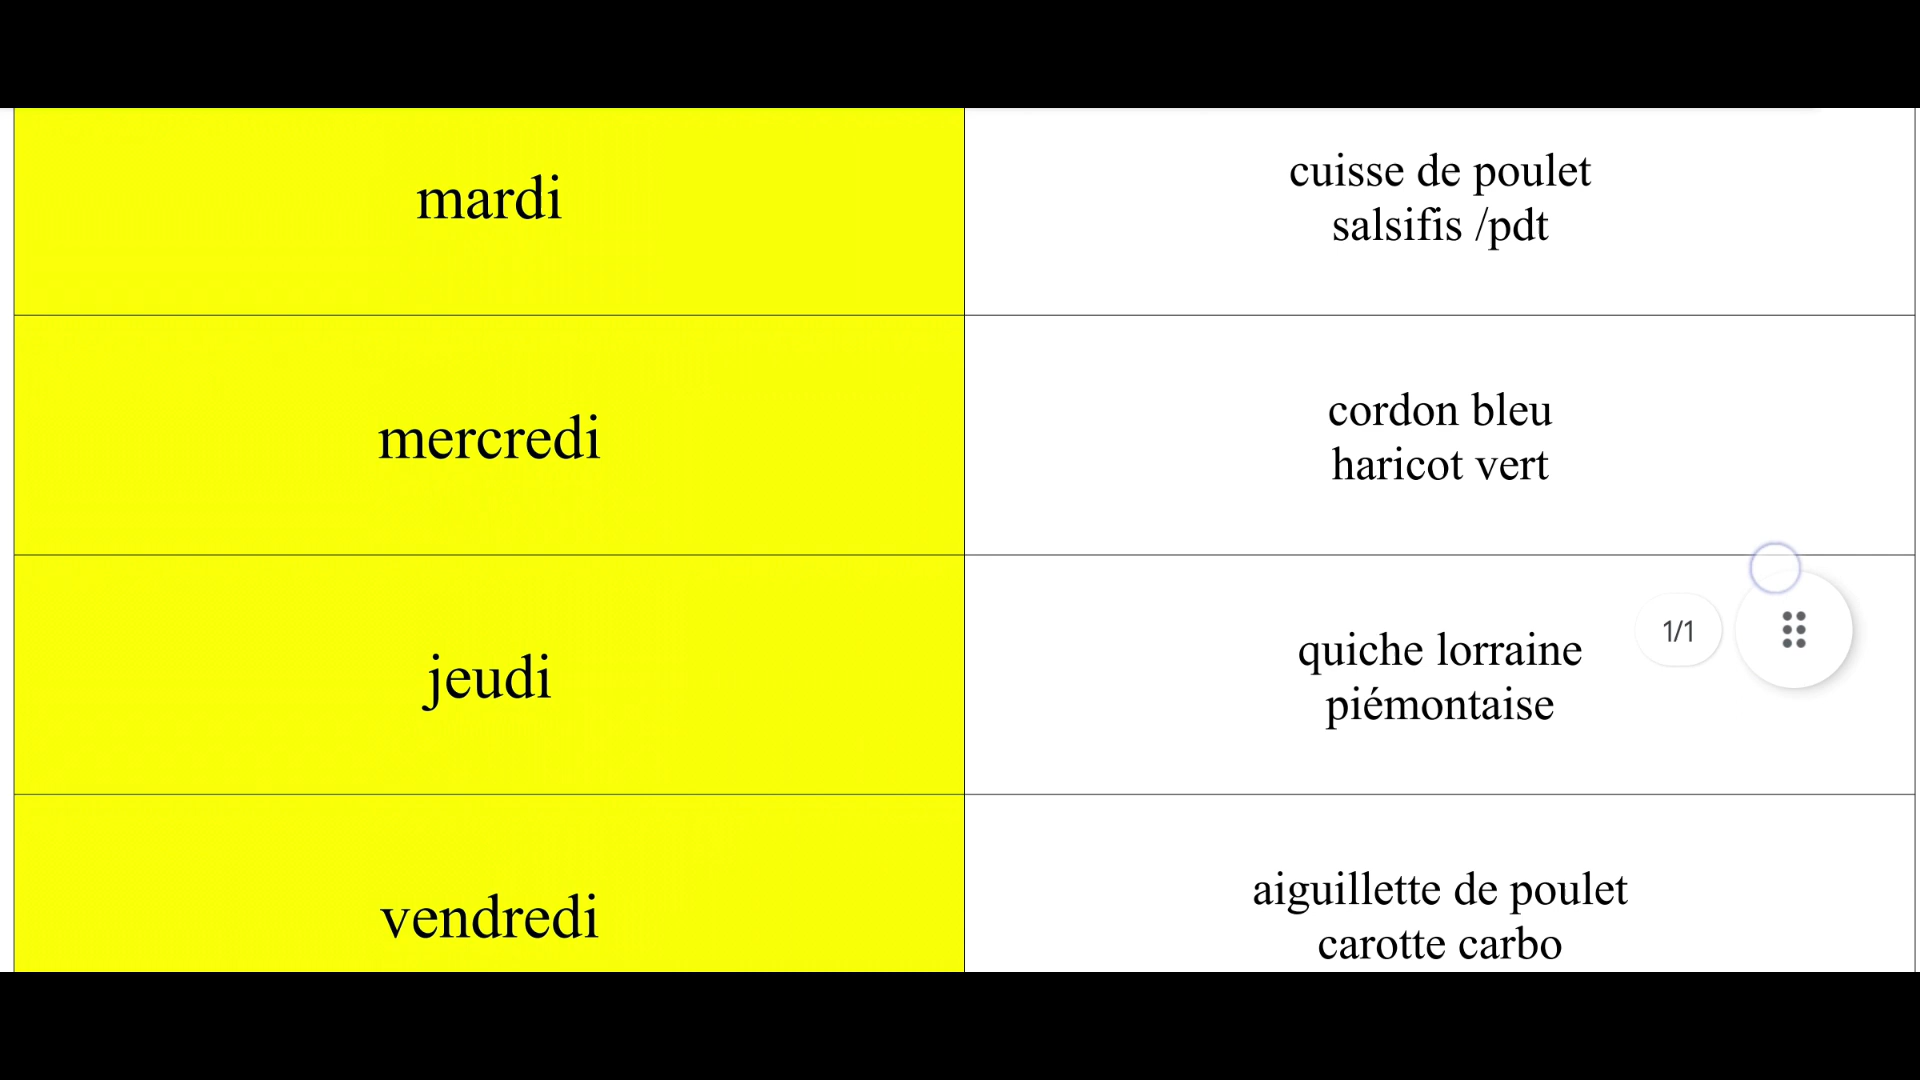 mardi
cuisse de poulet
salsifis /pdt
mercredi
cordon bleu
haricot vert
jeudi
quiche lorraine
piémontaise
1/1
vendredi
aiguillette de poulet
carotte carbo